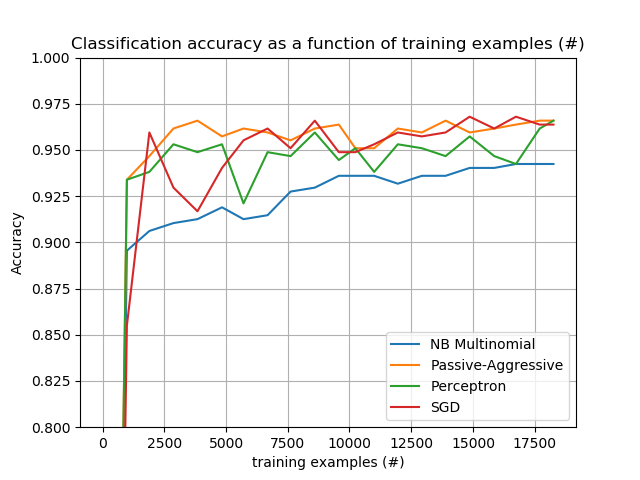 Classification accuracy as a function of training examples (#)
1.000
0.975
0.950
0.925
0.900
0.875
0.850
0.825
0.800
Accuracy
NB Multinomial
Passive-Aggressive
Perceptron
SGD
0 2500 5000 7500 10000 12500 15000 17500
training examples (#)